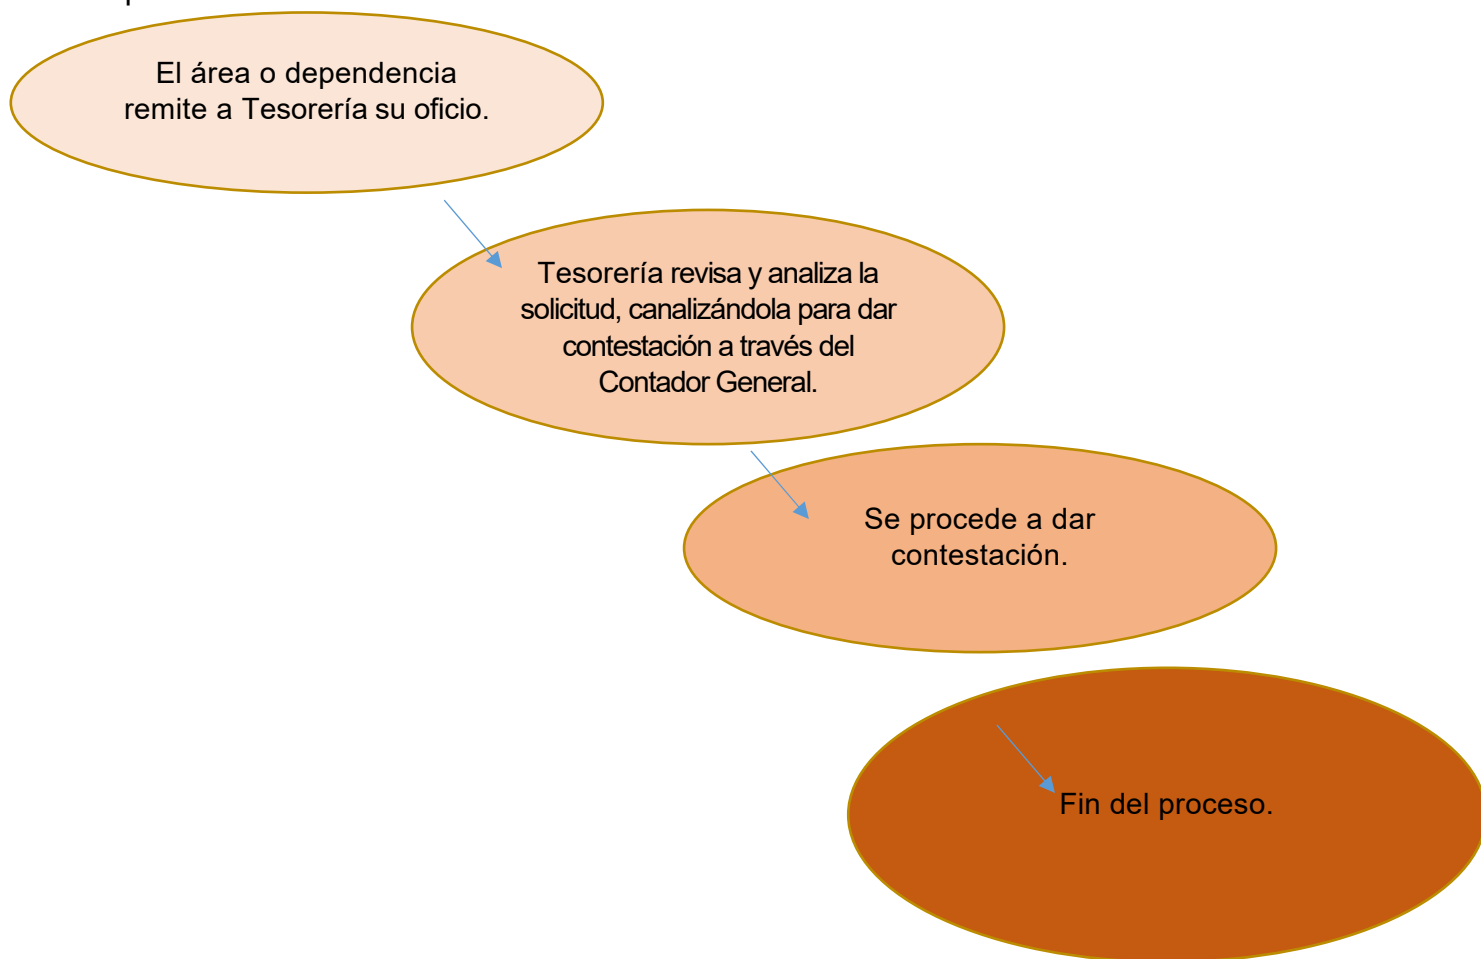 El área o dependencia
remite a Tesorería su oficio.
Tesorería revisa y analiza la
solicitud, canalizándola para dar
contestación a través del
Contador General.
Se procede a dar
contestación.
Fin del proceso.